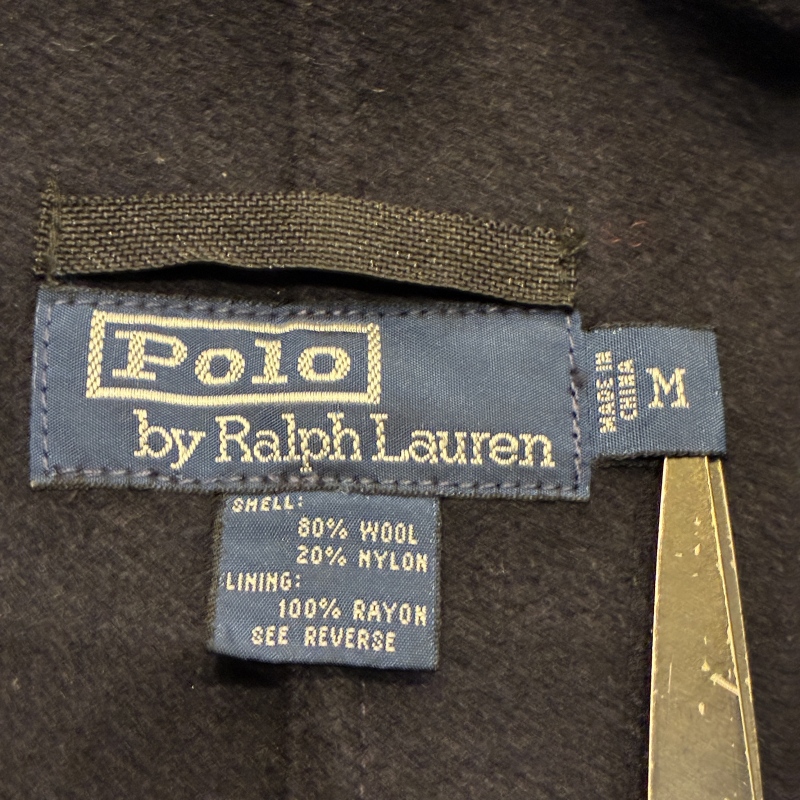 Polo
by Ralph Lauren
MADE IN
CHINA
M
SHELL:
80% WOOL
20% NYLON
LINING:
100% RAYON
SEE REVERSE